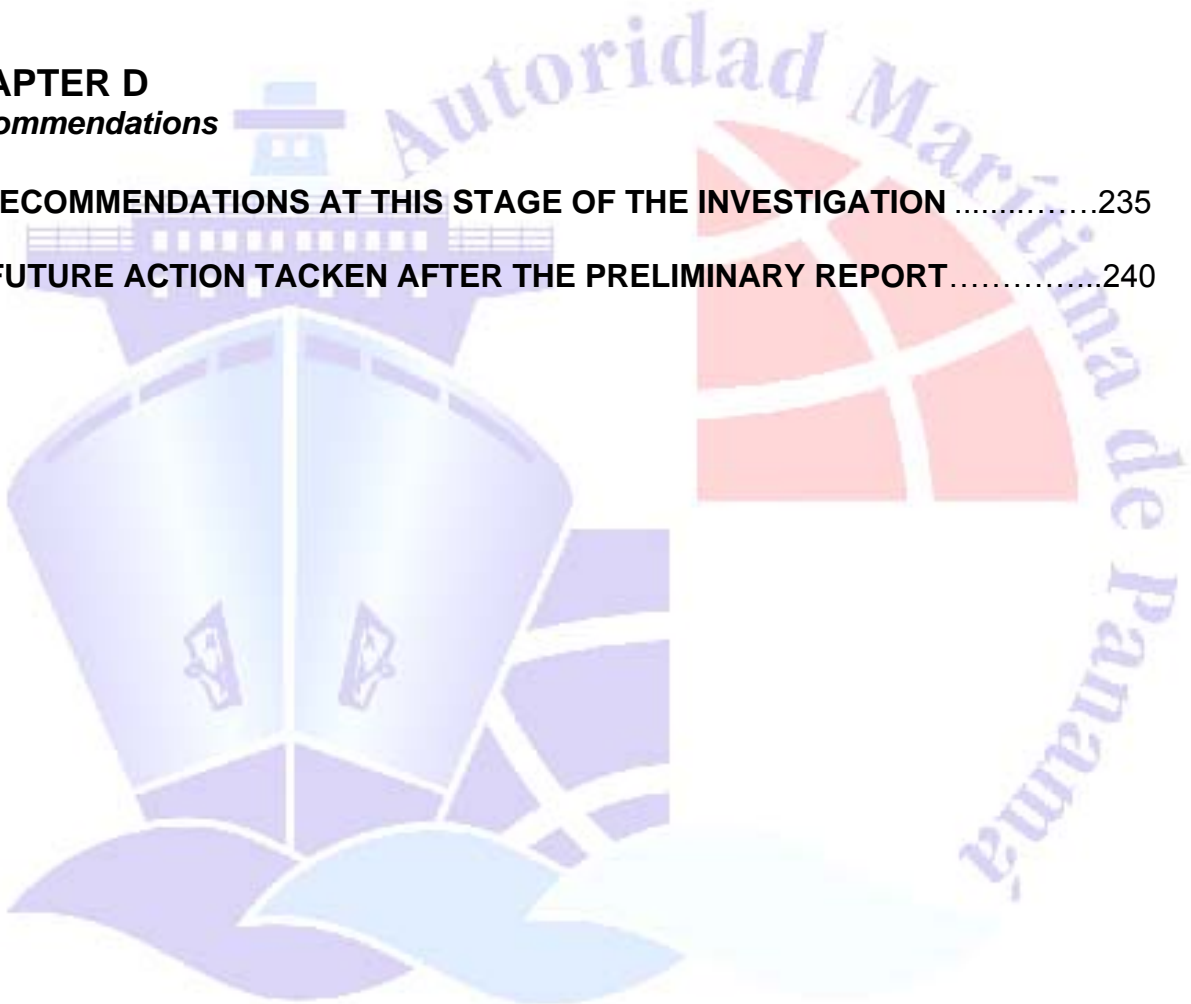 APTER D
ommendations
Autoridad Marítima de Panamá
ECOMMENDATIONS AT THIS STAGE OF THE INVESTIGATION ........…….235
FUTURE ACTION TACKEN AFTER THE PRELIMINARY REPORT…………...240